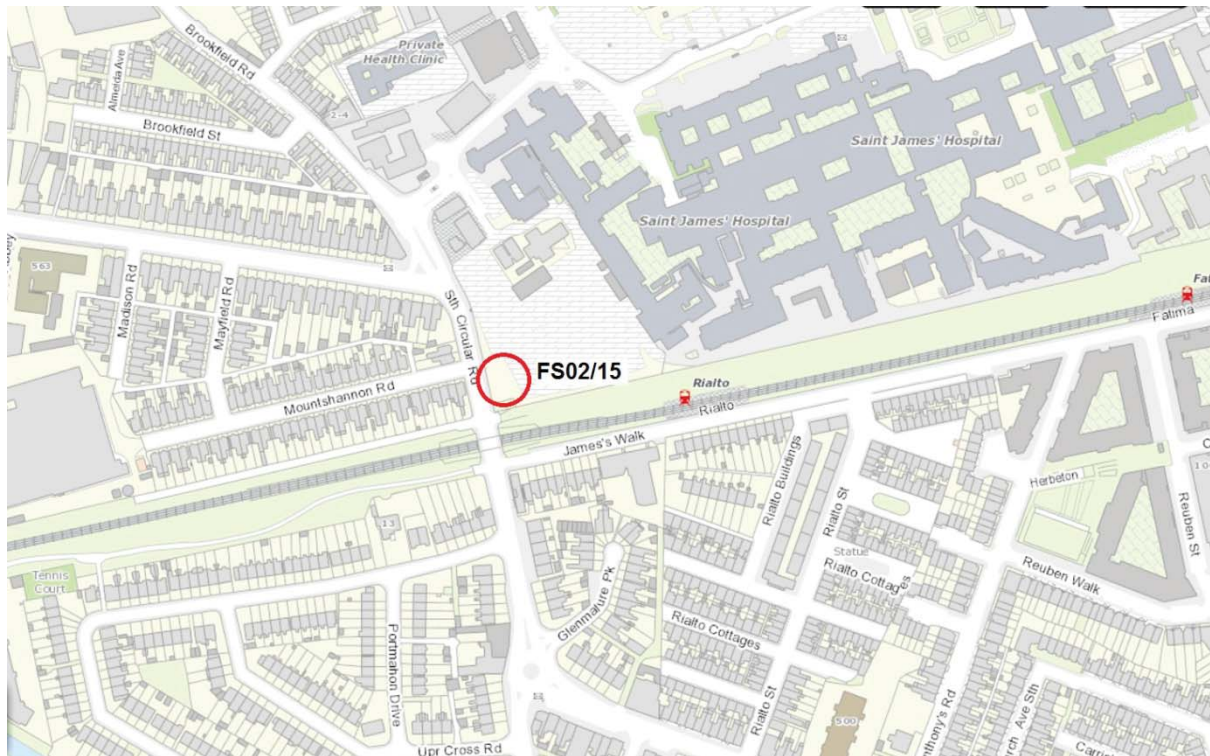 Brookfield Rd
Private
Health Clinic
Almeida Ave
2-4
Brookfield St
Saint James' Hospital
Saint James' Hospital
563
Madison Rd
Mayfield Rd
Sth Circular Rd
FS02/15
Mountshannon Rd
Rialto
Rialto
Fatima
James's Walk
Rialto Buildings
Rialto St
Herbeton
Reuben St
13
Statue
Rialto Cottages
Reuben Walk
Tennis
Court
Glenmalure Pk
Rialto Cottages
Portmahon Drive
Rialto St
500
Upr Cross Rd